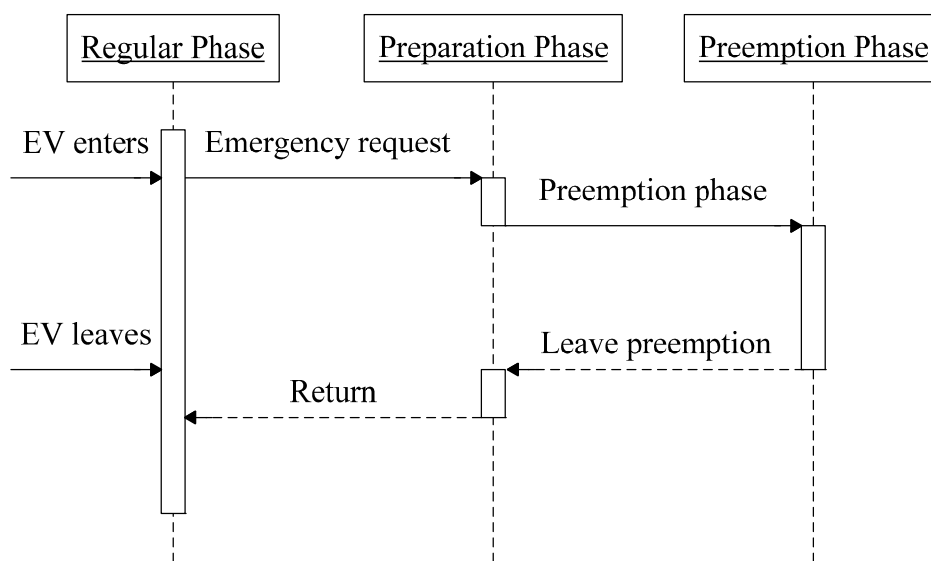 Regular Phase
Preparation Phase
Preemption Phase
EV enters
Emergency request
Preemption phase
EV leaves
Leave preemption
Return